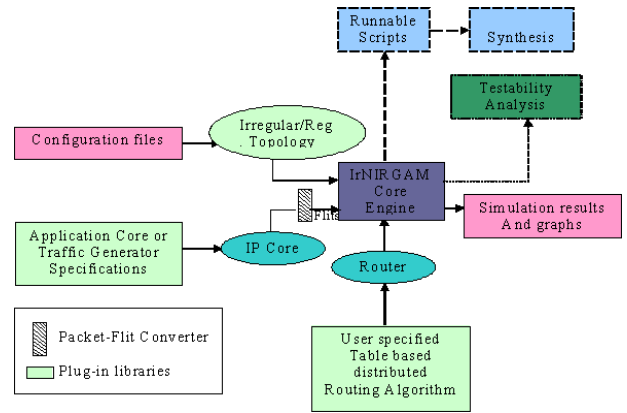 Runnable
Scripts
Synthesis
Testability
Analysis
Irregular/Reg
. Topology
Configuration files
IrNIRGAM
Core
Engine
Flits
Simulation results
And graphs
Application Core or
Traffic Generator
Specifications
IP Core
Router
Packet-Flit Converter
Plug-in libraries
User specified
Table based
distributed
Routing Algorithm